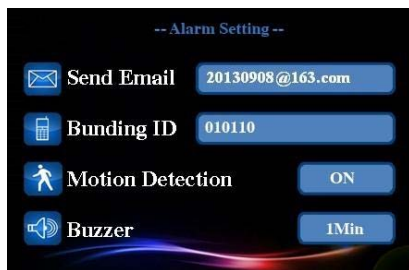 -- Alarm Setting --
Send Email 20130908@163.com
Bunding ID 010110
Motion Detection ON
Buzzer 1Min